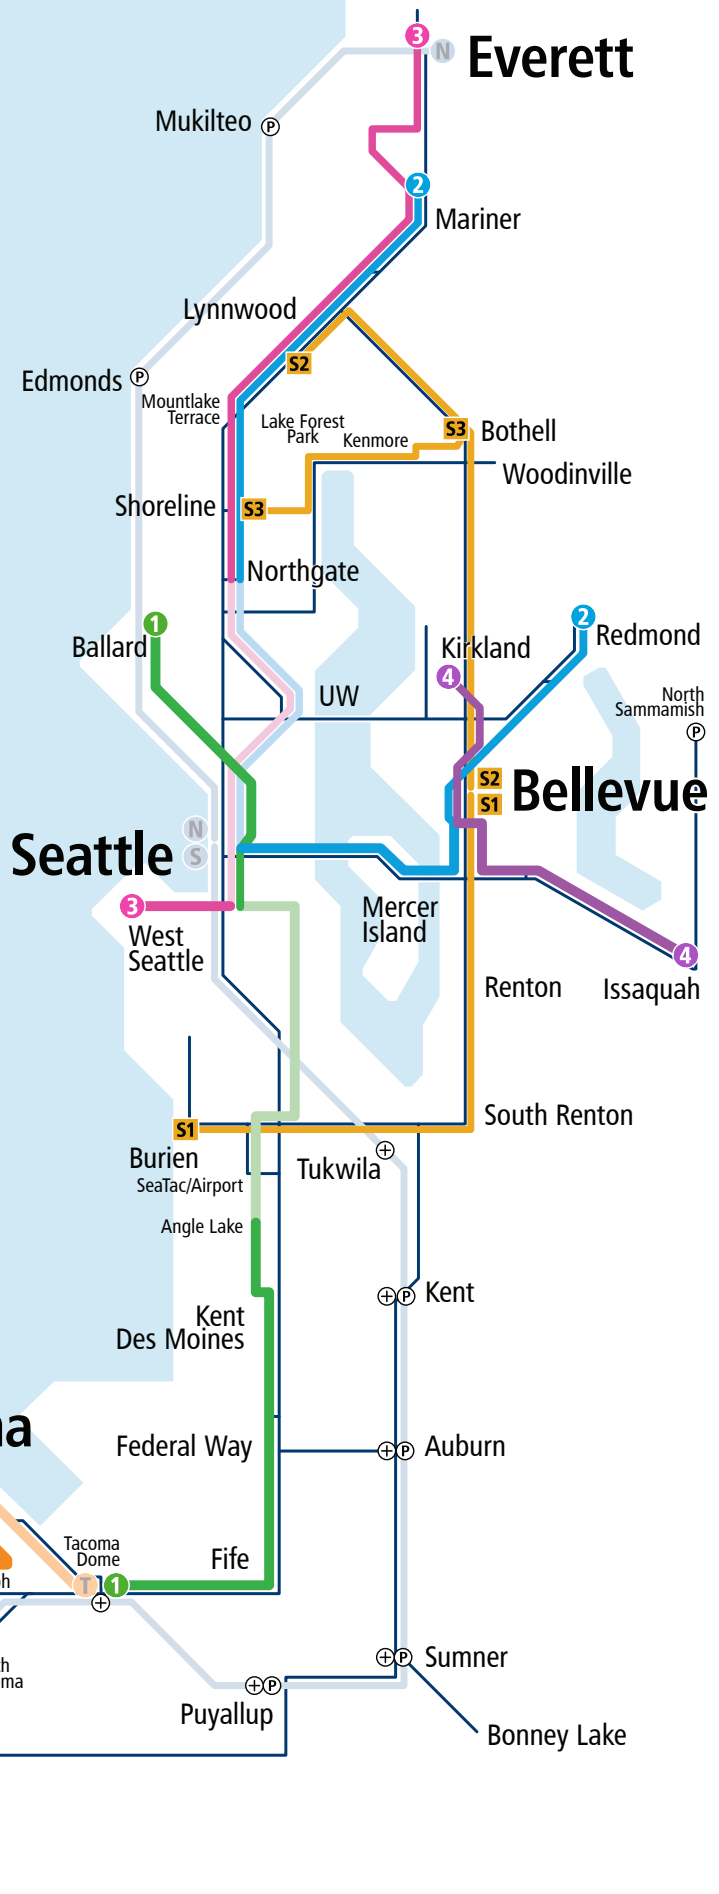 3
N
Everett
Mukilteo
P
2
Mariner
Lynnwood
S2
Edmonds
P
Mountlake
Terrace
Lake Forest
Park
Kenmore
S3
Bothell
Woodinville
Shoreline
S3
Northgate
1
Ballard
2
Redmond
Kirkland
4
UW
North
Sammamish
P
S2
S1
Bellevue
N
S
Seattle
3
West
Seattle
Mercer
Island
4
Issaquah
Renton
South Renton
S1
Burien
Tukwila
SeaTac/Airport
Angle Lake
P
Kent
Kent
Des Moines
Federal Way
P
Auburn
a
Tacoma
Dome
Fife
T
1
h
P
Sumner
h
ma
P
Puyallup
Bonney Lake